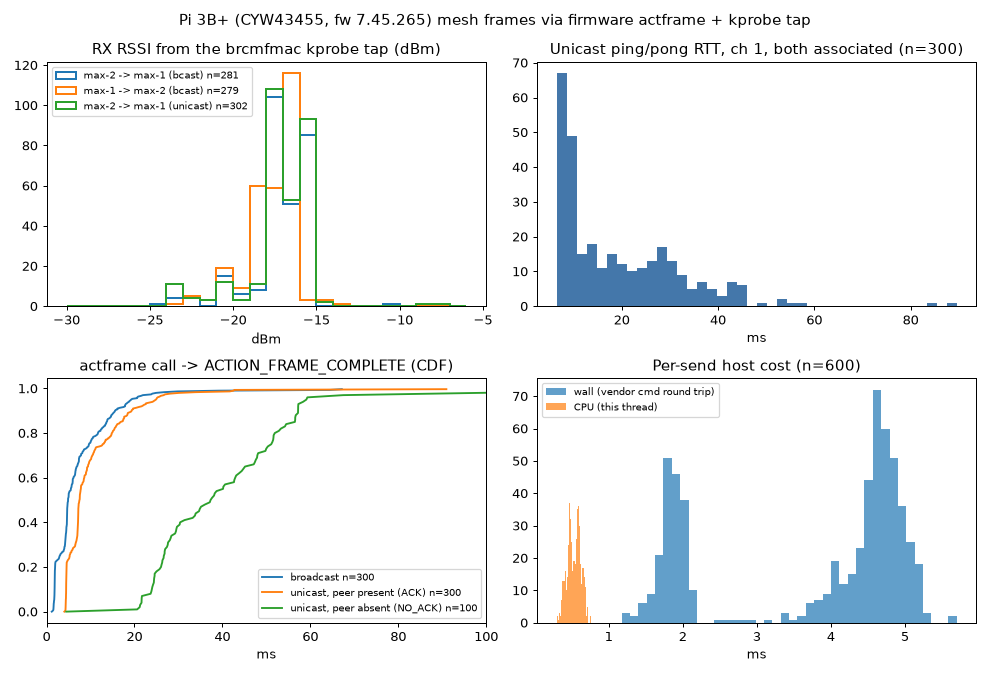 Pi 3B+ (CYW43455, fw 7.45.265) mesh frames via firmware actframe + kprobe tap
RX RSSI from the brcmfmac kprobe tap (dBm)
max-2 -> max-1 (bcast) n=281
max-1 -> max-2 (bcast) n=279
max-2 -> max-1 (unicast) n=302
120
100
80
60
40
20
0
−30 −25 −20 −15 −10 −5
dBm
Unicast ping/pong RTT, ch 1, both associated (n=300)
70
60
50
40
30
20
10
0
20 40 60 80
ms
actframe call -> ACTION_FRAME_COMPLETE (CDF)
1.0
0.8
0.6
0.4
0.2
0.0
broadcast n=300
unicast, peer present (ACK) n=300
unicast, peer absent (NO_ACK) n=100
0 20 40 60 80 100
ms
Per-send host cost (n=600)
wall (vendor cmd round trip)
CPU (this thread)
70
60
50
40
30
20
10
0
1 2 3 4 5
ms